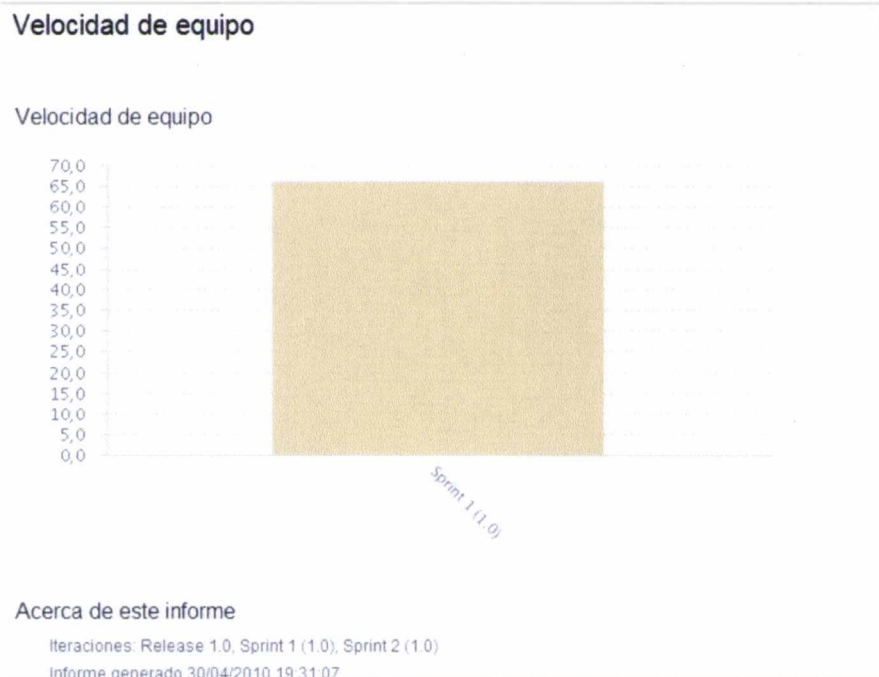 Velocidad de equipo
Velocidad de equipo
70,0
65,0
60,0
55,0
50,0
45,0
40,0
35,0
30,0
25,0
20,0
15,0
10,0
5,0
0,0
Sprint 1 (1.0)
Acerca de este informe
Iteraciones: Release 1.0, Sprint 1 (1.0), Sprint 2 (1.0)
Informe generado 30/04/2010 19:31:07